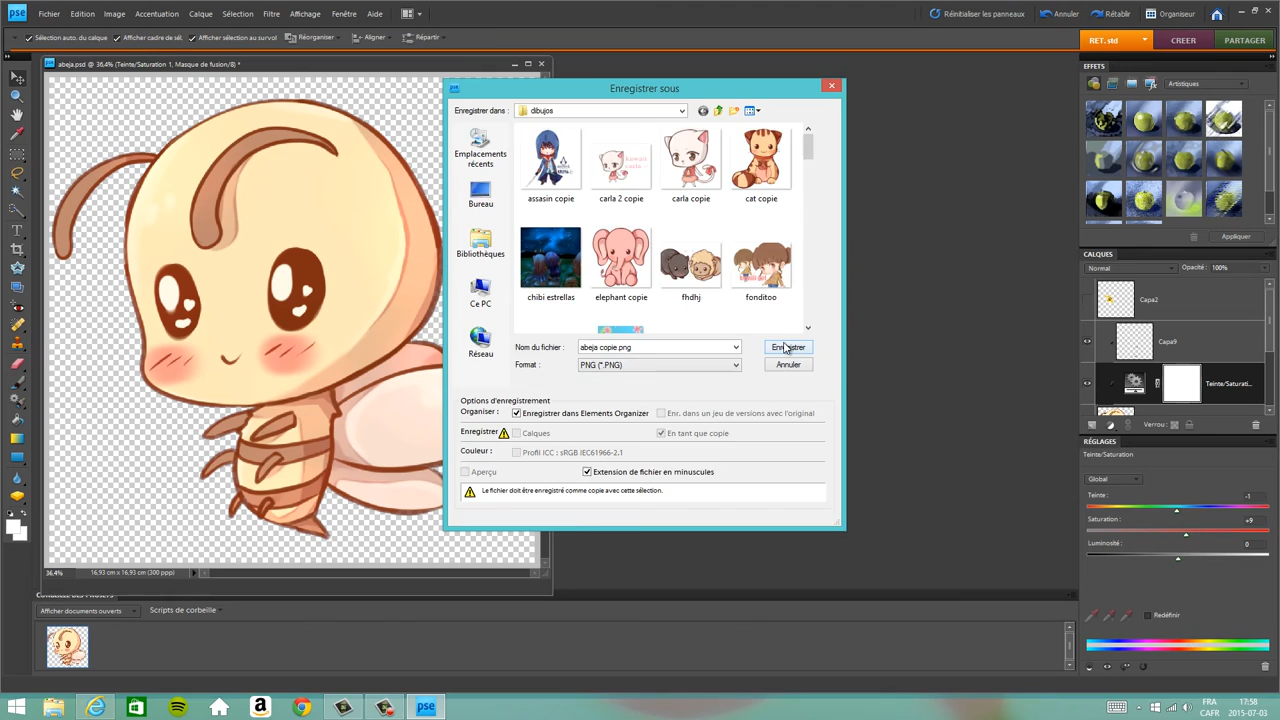 pse Fichier Edition Image Accentuation Calque Sélection Filtre Affichage Fenêtre Aide Réinitialiser les panneaux Annuler Rétablir Organiseur
Sélection auto. du calque Afficher cadre de sél. Afficher sélection au survol Réorganiser Aligner Répartir RET. std CREER PARTAGER
abeja.psd @ 36,4% (Teinte/Saturation 1, Masque de fusion/8) *
Enregistrer sous
Enregistrer dans : dibujos
Emplacements récents
Bureau
Bibliothèques
Ce PC
Réseau
assasin copie carla 2 copie carla copie cat copie
kawaii carla
chibi estrellas elephant copie fhdhj fonditoo
Nom du fichier : abeja copie.png Enregistrer
Format : PNG (*.PNG) Annuler
Options d'enregistrement
Organiser : Enregistrer dans Elements Organizer Enr. dans un jeu de versions avec l'original
Enregistrer Calques En tant que copie
Couleur : Profil ICC : sRGB IEC61966-2.1
Aperçu Extension de fichier en minuscules
Le fichier doit être enregistré comme copie avec cette sélection.
EFFETS
Artistiques
Appliquer
CALQUES
Normal Opacité : 100%
Capa2
Capa9
Teinte/Saturati...
Verrou :
RÉGLAGES
Teinte/Saturation
Global
Teinte : -1
Saturation : +9
Luminosité : 0
Redéfinir
36,4% 16,93 cm x 16,93 cm (300 ppp)
CORBEILLE DES PROJETS
Afficher documents ouverts Scripts de corbeille
pse
FRA
CAFR
17:58
2015-07-03